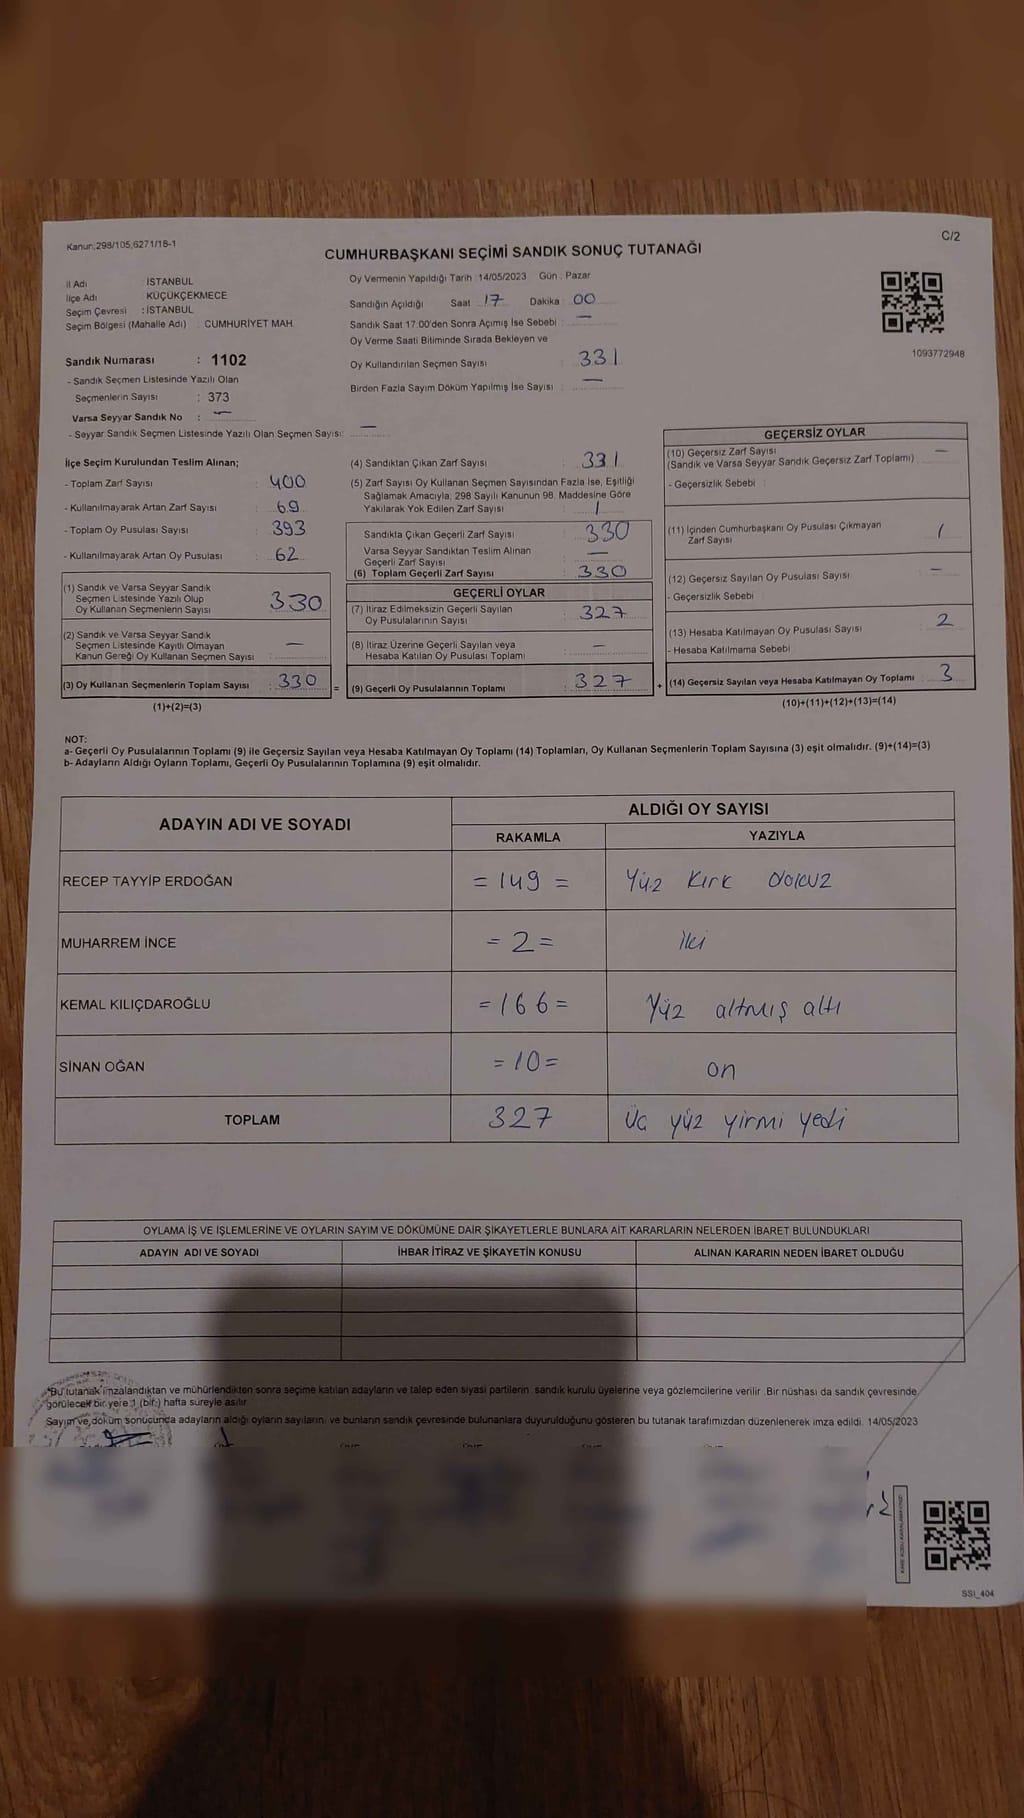 Kanun:298/105,6271/18-1
C/2
CUMHURBAŞKANI SEÇİMİ SANDIK SONUÇ TUTANAĞI
İl Adı : İSTANBUL
İlçe Adı : KÜÇÜKÇEKMECE
Seçim Çevresi : İSTANBUL
Seçim Bölgesi (Mahalle Adı) : CUMHURİYET MAH.
Sandık Numarası : 1102
- Sandık Seçmen Listesinde Yazılı Olan
Seçmenlerin Sayısı : 373
Varsa Seyyar Sandık No : —
- Seyyar Sandık Seçmen Listesinde Yazılı Olan Seçmen Sayısı: —
Oy Vermenin Yapıldığı Tarih :14/05/2023 Gün : Pazar
Sandığın Açıldığı Saat 17 Dakika : 00
Sandık Saat 17:00'den Sonra Açımış İse Sebebi : —
Oy Verme Saati Bitiminde Sırada Bekleyen ve
Oy Kullandırılan Seçmen Sayısı : 331
Birden Fazla Sayım Döküm Yapılmış İse Sayısı : —
1093772948
İlçe Seçim Kurulundan Teslim Alınan;
- Toplam Zarf Sayısı : 400
- Kullanılmayarak Artan Zarf Sayısı : 69
- Toplam Oy Pusulası Sayısı : 393
- Kullanılmayarak Artan Oy Pusulası : 62
(1) Sandık ve Varsa Seyyar Sandık
Seçmen Listesinde Yazılı Olup
Oy Kullanan Seçmenlerin Sayısı : 330
(2) Sandık ve Varsa Seyyar Sandık
Seçmen Listesinde Kayıtlı Olmayan
Kanun Gereği Oy Kullanan Seçmen Sayısı : —
(3) Oy Kullanan Seçmenlerin Toplam Sayısı : 330
(1)+(2)=(3)
(4) Sandıktan Çıkan Zarf Sayısı : 331
(5) Zarf Sayısı Oy Kullanan Seçmen Sayısından Fazla İse, Eşitliği
Sağlamak Amacıyla; 298 Sayılı Kanunun 98. Maddesine Göre
Yakılarak Yok Edilen Zarf Sayısı : 1
Sandıkla Çıkan Geçerli Zarf Sayısı : 330
Varsa Seyyar Sandıktan Teslim Alınan
Geçerli Zarf Sayısı : —
(6) Toplam Geçerli Zarf Sayısı : 330
GEÇERLİ OYLAR
(7) İtiraz Edilmeksizin Geçerli Sayılan
Oy Pusulalarının Sayısı : 327
(8) İtiraz Üzerine Geçerli Sayılan veya
Hesaba Katılan Oy Pusulası Toplamı : —
= (9) Geçerli Oy Pusulalarının Toplamı : 327
GEÇERSİZ OYLAR
(10) Geçersiz Zarf Sayısı
(Sandık ve Varsa Seyyar Sandık Geçersiz Zarf Toplamı) : —
- Geçersizlik Sebebi :
(11) İçinden Cumhurbaşkanı Oy Pusulası Çıkmayan
Zarf Sayısı : 1
(12) Geçersiz Sayılan Oy Pusulası Sayısı : —
- Geçersizlik Sebebi :
(13) Hesaba Katılmayan Oy Pusulası Sayısı : 2
- Hesaba Katılmama Sebebi
+ (14) Geçersiz Sayılan veya Hesaba Katılmayan Oy Toplamı : 3
(10)+(11)+(12)+(13)=(14)
NOT:
a- Geçerli Oy Pusulalarının Toplamı (9) ile Geçersiz Sayılan veya Hesaba Katılmayan Oy Toplamı (14) Toplamları, Oy Kullanan Seçmenlerin Toplam Sayısına (3) eşit olmalıdır. (9)+(14)=(3)
b- Adayların Aldığı Oyların Toplamı, Geçerli Oy Pusulalarının Toplamına (9) eşit olmalıdır.
ADAYIN ADI VE SOYADI
ALDIĞI OY SAYISI
RAKAMLA YAZIYLA
RECEP TAYYİP ERDOĞAN = 149 = Yüz Kırk Dokuz
MUHARREM İNCE = 2 = iki
KEMAL KILIÇDAROĞLU = 166 = Yüz altmış altı
SİNAN OĞAN = 10 = on
TOPLAM 327 Üç yüz yirmi yedi
OYLAMA İŞ VE İŞLEMLERİNE VE OYLARIN SAYIM VE DÖKÜMÜNE DAİR ŞİKAYETLERLE BUNLARA AİT KARARLARIN NELERDEN İBARET BULUNDUKLARI
ADAYIN ADI VE SOYADI İHBAR İTİRAZ VE ŞİKAYETİN KONUSU ALINAN KARARIN NEDEN İBARET OLDUĞU
*Bu tutanak imzalandıktan ve mühürlendikten sonra seçime katılan adayların ve talep eden siyasi partilerin sandık kurulu üyelerine veya gözlemcilerine verilir. Bir nüshası da sandık çevresinde
görülecek bir yere 1 (bir) hafta süreyle asılır.
Sayım ve döküm sonucunda adayların aldığı oyların sayılarını ve bunların sandık çevresinde bulunanlara duyurulduğunu gösteren bu tutanak tarafımızdan düzenlenerek imza edildi. 14/05/2023
SSI_404